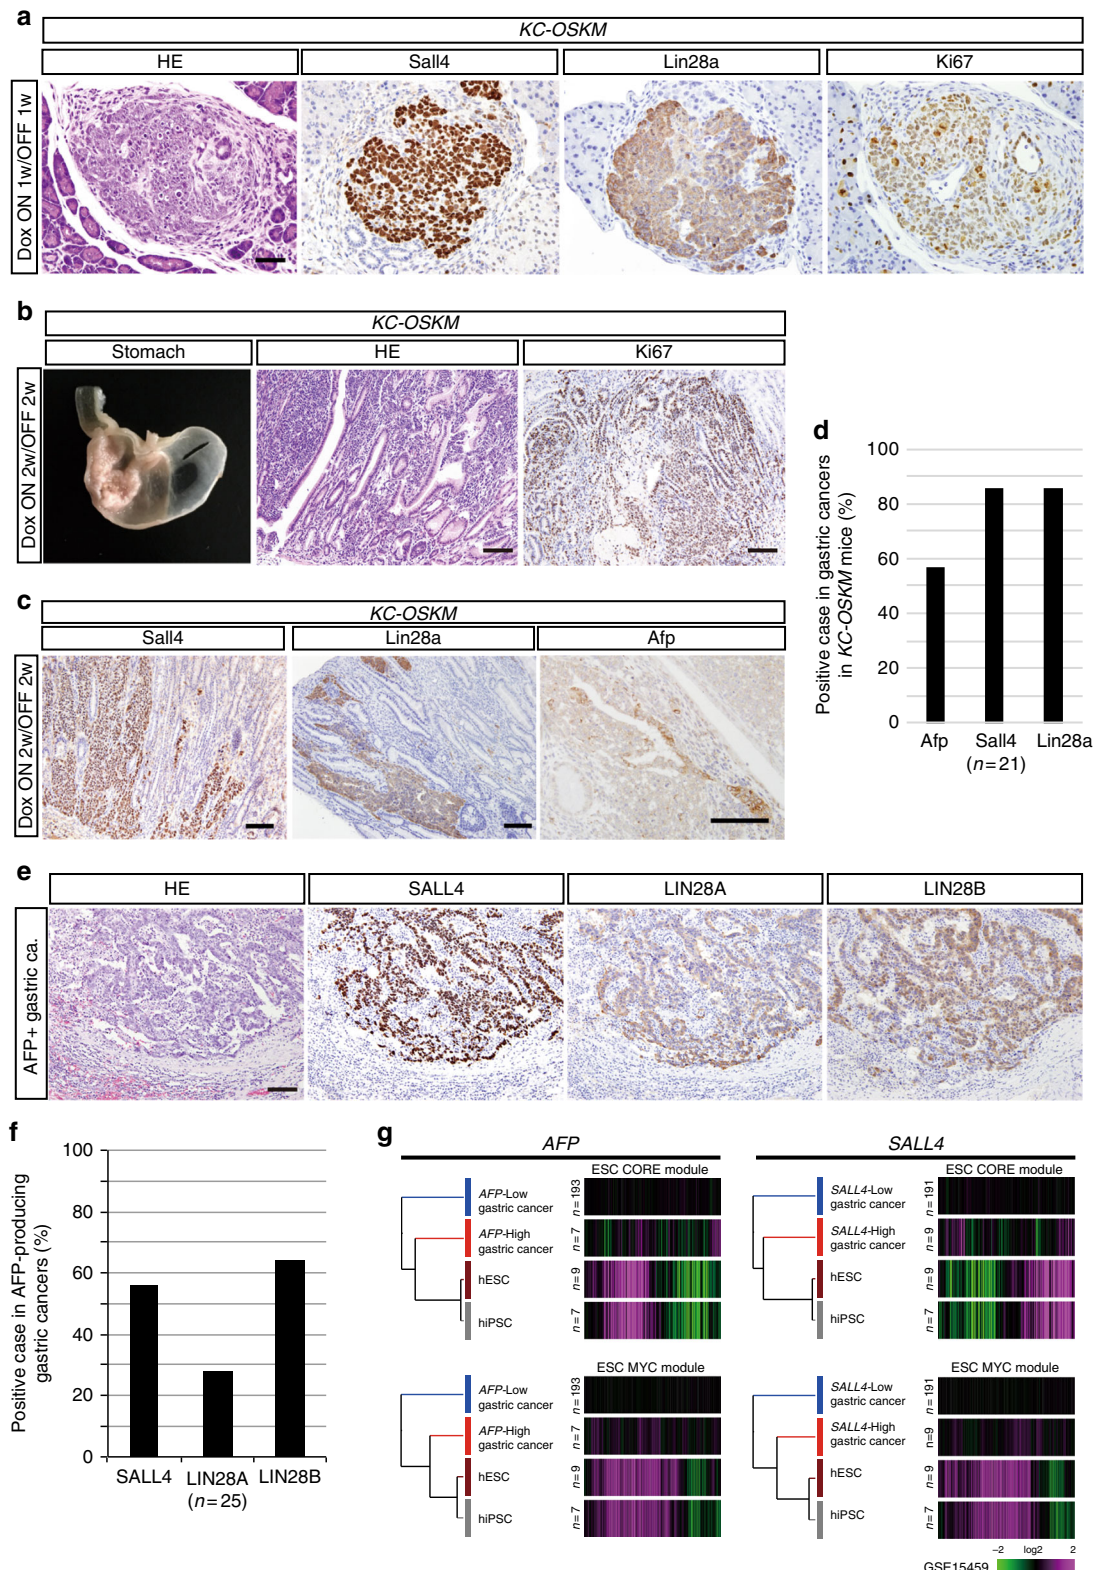 a
KC-OSKM
HE
Sall4
Lin28a
Ki67
Dox ON 1w/OFF 1w
b
KC-OSKM
Stomach
HE
Ki67
Dox ON 2w/OFF 2w
c
KC-OSKM
Sall4
Lin28a
Afp
Dox ON 2w/OFF 2w
d
Positive case in gastric cancers
in KC-OSKM mice (%)
100
80
60
40
20
0
Afp
Sall4
Lin28a
(n=21)
e
HE
SALL4
LIN28A
LIN28B
AFP+ gastric ca.
f
Positive case in AFP-producing
gastric cancers (%)
100
80
60
40
20
0
SALL4
LIN28A
LIN28B
(n=25)
g
AFP
ESC CORE module
AFP-Low
gastric cancer
n=193
AFP-High
gastric cancer
n=7
hESC
n=9
hiPSC
n=7
ESC MYC module
AFP-Low
gastric cancer
n=193
AFP-High
gastric cancer
n=7
hESC
n=9
hiPSC
n=7
SALL4
ESC CORE module
SALL4-Low
gastric cancer
n=191
SALL4-High
gastric cancer
n=9
hESC
n=9
hiPSC
n=7
ESC MYC module
SALL4-Low
gastric cancer
n=191
SALL4-High
gastric cancer
n=9
hESC
n=9
hiPSC
n=7
−2 log2 2
GSE15459